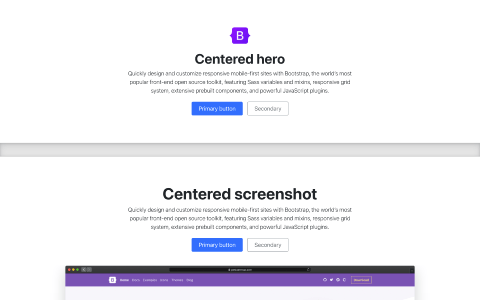 B
Centered hero
Quickly design and customize responsive mobile-first sites with Bootstrap, the world's most
popular front-end open source toolkit, featuring Sass variables and mixins, responsive grid
system, extensive prebuilt components, and powerful JavaScript plugins.
Primary button Secondary
Centered screenshot
Quickly design and customize responsive mobile-first sites with Bootstrap, the world's most
popular front-end open source toolkit, featuring Sass variables and mixins, responsive grid
system, extensive prebuilt components, and powerful JavaScript plugins.
Primary button Secondary
B Home Docs Examples Icons Themes Blog Download